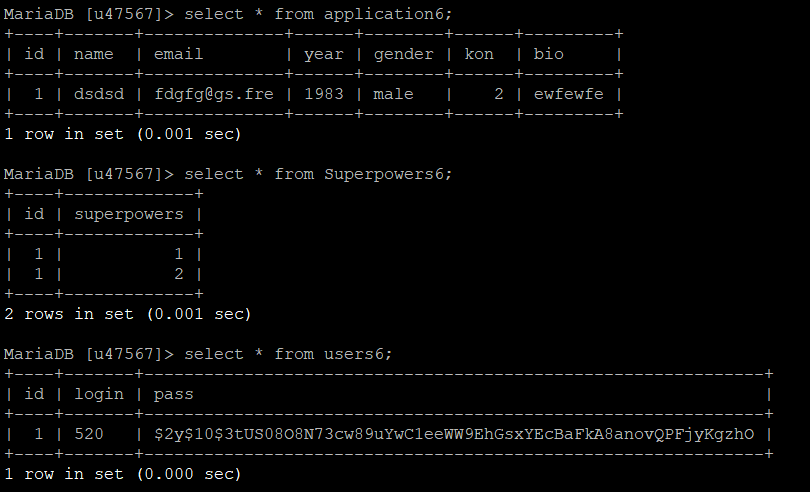 MariaDB [u47567]> select * from application6;
+----+-------+--------------+------+--------+------+---------+
| id | name  | email        | year | gender | kon  | bio     |
+----+-------+--------------+------+--------+------+---------+
|  1 | dsdsd | fdgfg@gs.fre | 1983 | male   |    2 | ewfewfe |
+----+-------+--------------+------+--------+------+---------+
1 row in set (0.001 sec)
MariaDB [u47567]> select * from Superpowers6;
+----+-------------+
| id | superpowers |
+----+-------------+
|  1 |           1 |
|  1 |           2 |
+----+-------------+
2 rows in set (0.001 sec)
MariaDB [u47567]> select * from users6;
+----+-------+--------------------------------------------------------------+
| id | login | pass                                                         |
+----+-------+--------------------------------------------------------------+
|  1 | 520   | $2y$10$3tUS08O8N73cw89uYwC1eeWW9EhGsxYEcBaFkA8anovQPFjyKgzhO |
+----+-------+--------------------------------------------------------------+
1 row in set (0.000 sec)